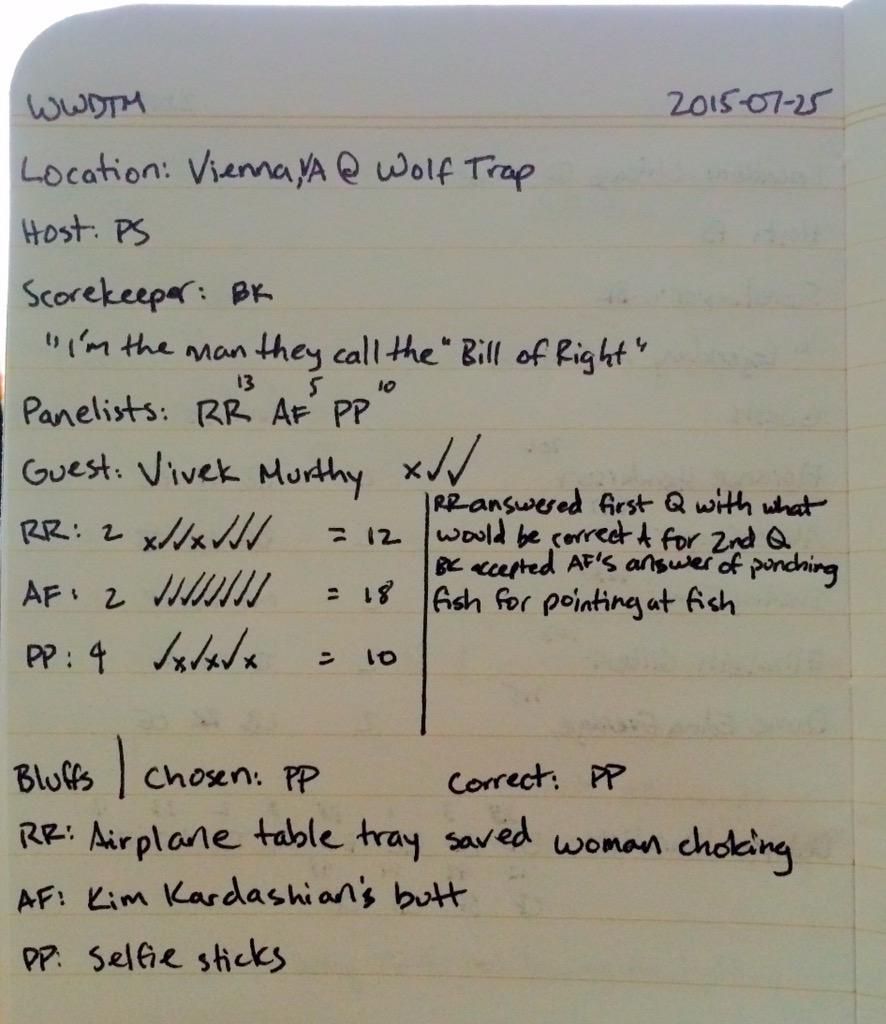 WWDTM 2015-07-25
Location: Vienna, VA @ Wolf Trap
Host: PS
Scorekeeper: BK
"I'm the man they call the "Bill of Right"
Panelists: RR 13 AF 5 PP 10
Guest: Vivek Murthy x✓✓
RR: 2 x✓✓x✓✓✓ = 12
AF: 2 ✓✓✓✓✓✓✓✓ = 18
PP: 4 ✓x✓x✓x = 10
RR answered first Q with what
would be correct A for 2nd Q
BK accepted AF's answer of punching
fish for pointing at fish
Bluffs | Chosen: PP Correct: PP
RR: Airplane table tray saved woman choking
AF: Kim Kardashian's butt
PP: Selfie sticks